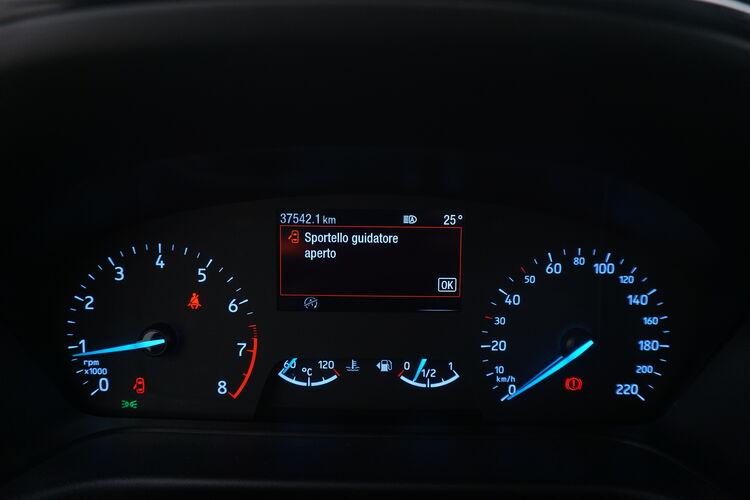 37542.1 km A 25°
Sportello guidatore
aperto
OK
0 1 2 3 4 5 6 7 8
rpm
x1000
60 120
°C
0 1/2 1
0 10 20 30 40 50 60 80 100 120 140 160 180 200 220
km/h